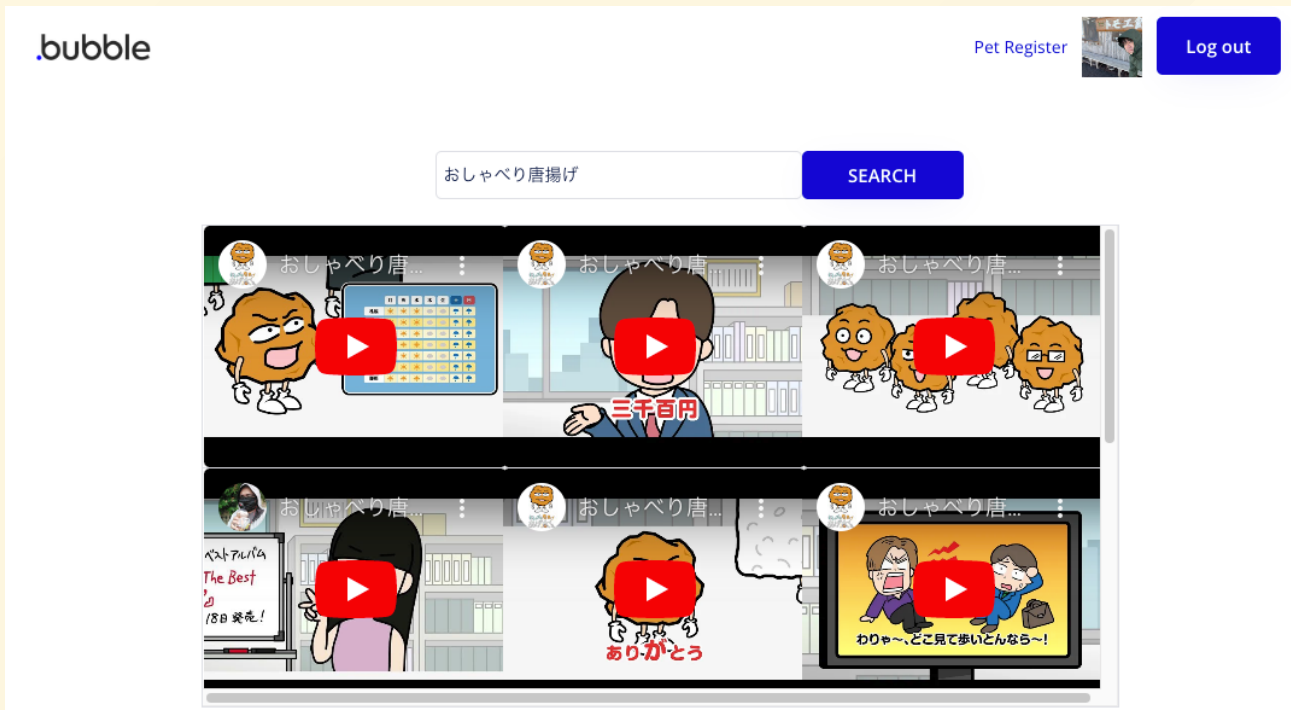 .bubble
Pet Register
Log out
おしゃべり唐揚げ
SEARCH
おしゃべり唐...
おしゃべり唐...
おしゃべり唐...
三千百円
おしゃべり唐...
おしゃべり唐...
おしゃべり唐...
ベストアルバム
The Best
18日 発売!
ありがとう
わりゃ〜、どこ見て歩いとんなら〜!